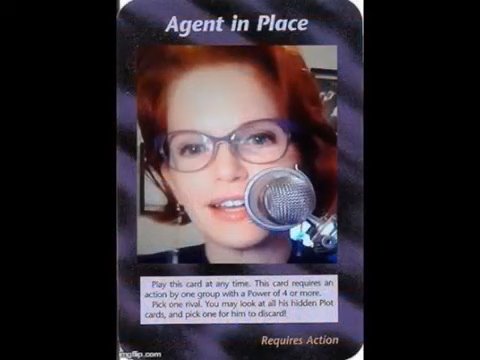 Agent in Place
Play this card at any time. This card requires an
action by one group with a Power of 4 or more.
Pick one rival. You may look at all his hidden Plot
cards, and pick one for him to discard!
Requires Action
imgflip.com